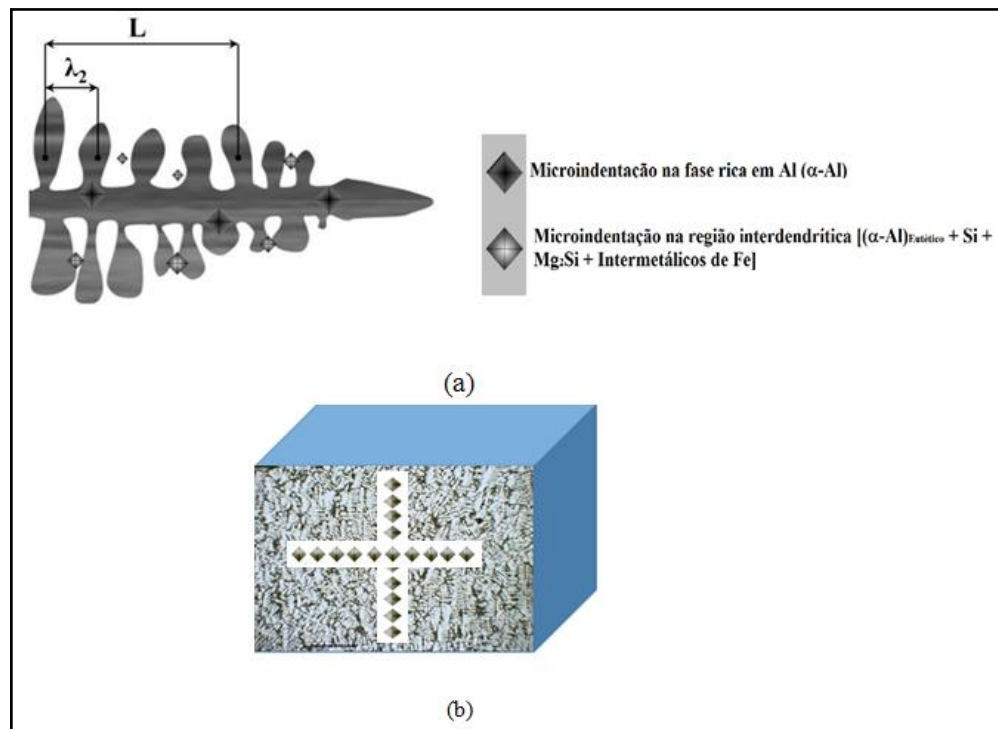 L
λ₂
Microindentação na fase rica em Al (α-Al)
Microindentação na região interdendrítica [(α-Al)Eutético + Si +
Mg₂Si + Intermetálicos de Fe]
(a)
(b)